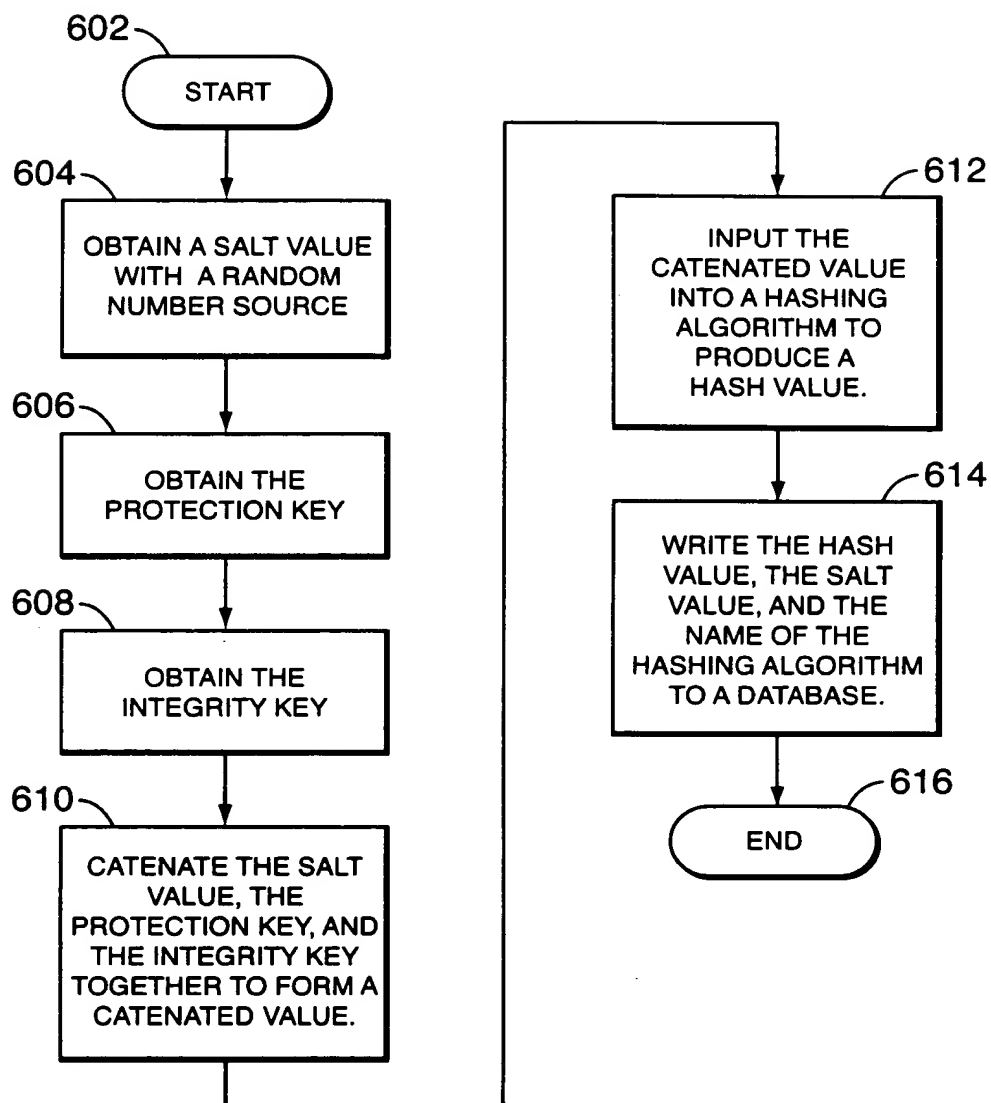 602
START
604
OBTAIN A SALT VALUE
WITH A RANDOM
NUMBER SOURCE
606
OBTAIN THE
PROTECTION KEY
608
OBTAIN THE
INTEGRITY KEY
610
CATENATE THE SALT
VALUE, THE
PROTECTION KEY, AND
THE INTEGRITY KEY
TOGETHER TO FORM A
CATENATED VALUE.
612
INPUT THE
CATENATED VALUE
INTO A HASHING
ALGORITHM TO
PRODUCE A
HASH VALUE.
614
WRITE THE HASH
VALUE, THE SALT
VALUE, AND THE
NAME OF THE
HASHING ALGORITHM
TO A DATABASE.
616
END